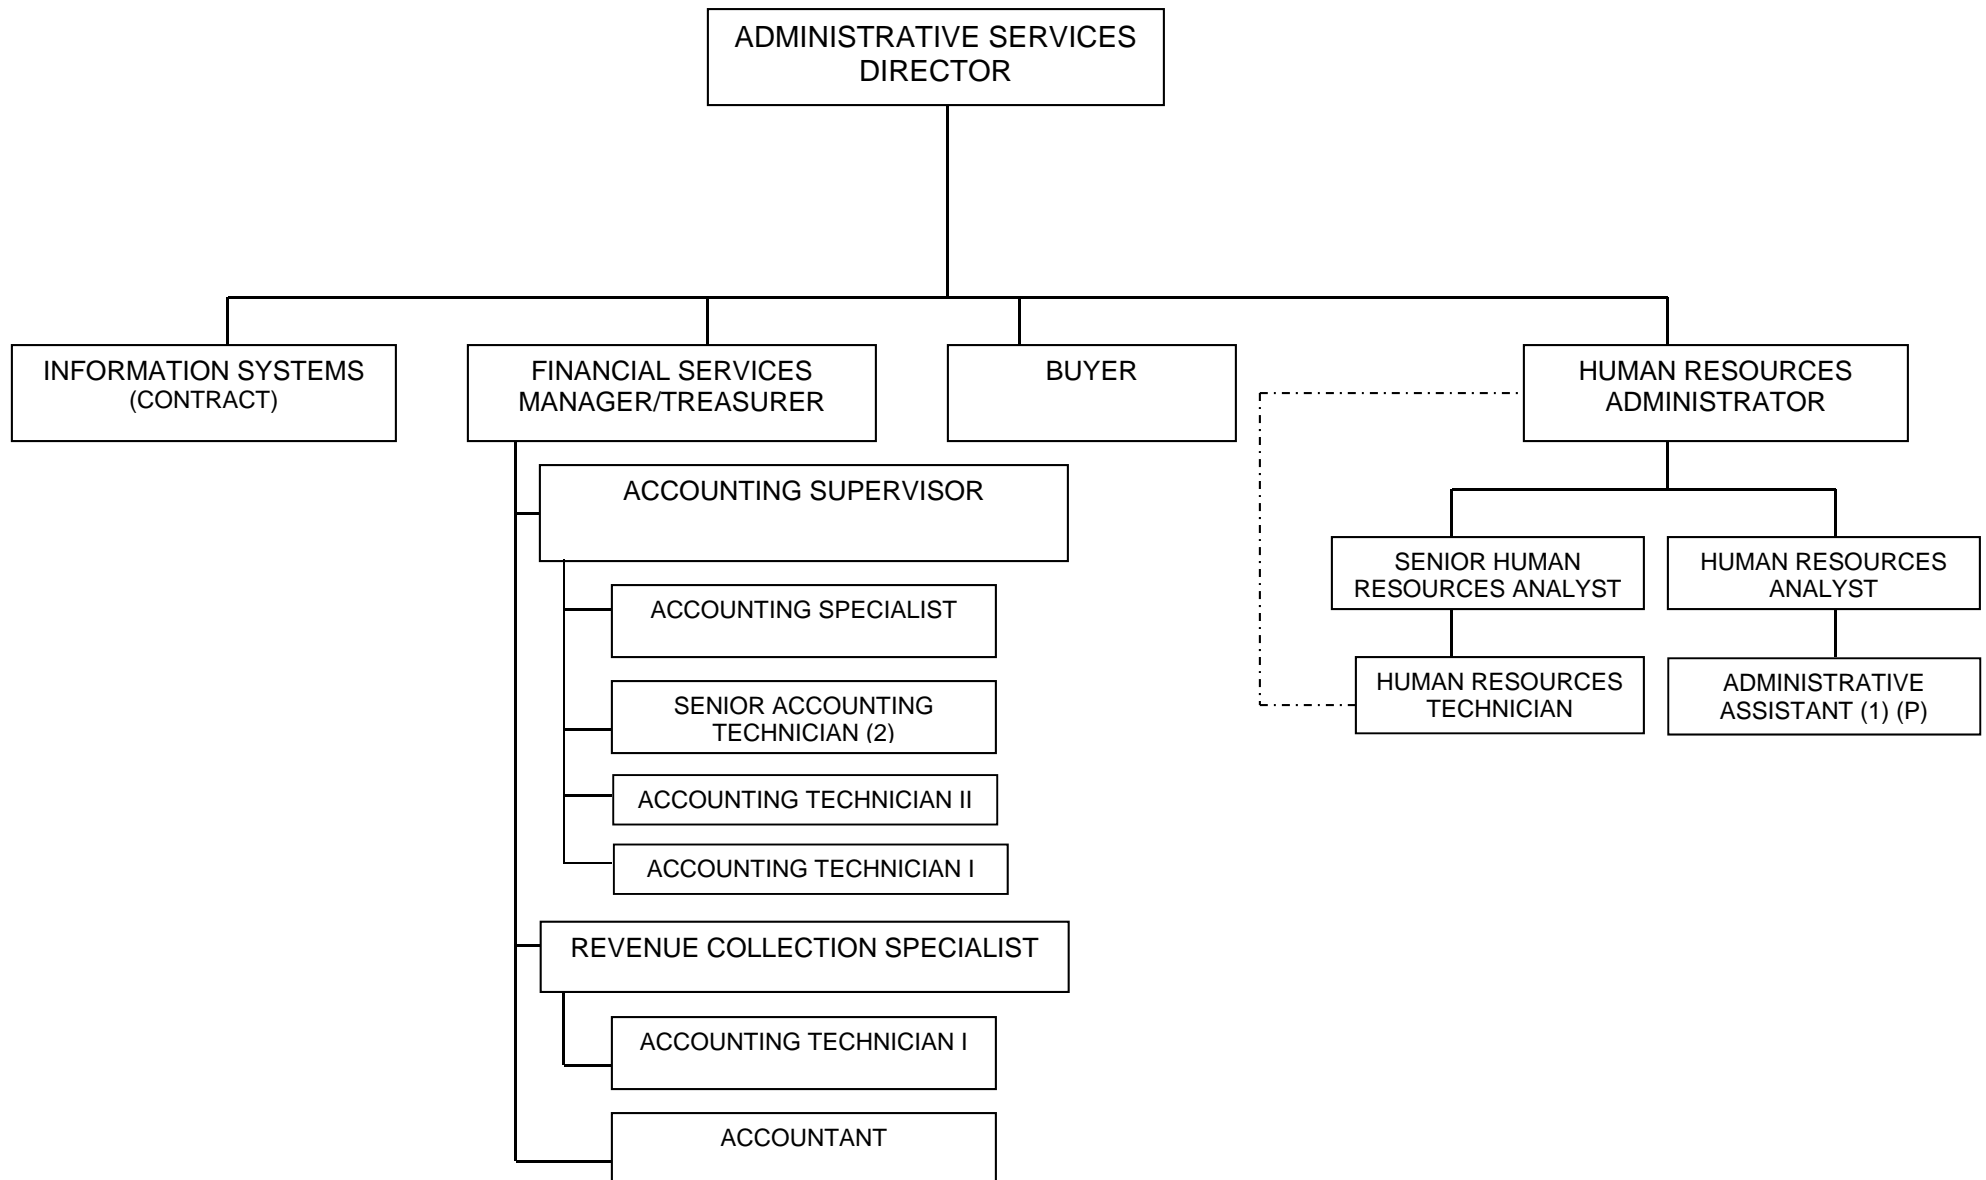 ADMINISTRATIVE SERVICES
DIRECTOR
INFORMATION SYSTEMS
(CONTRACT)
FINANCIAL SERVICES
MANAGER/TREASURER
BUYER
HUMAN RESOURCES
ADMINISTRATOR
ACCOUNTING SUPERVISOR
ACCOUNTING SPECIALIST
SENIOR ACCOUNTING
TECHNICIAN (2)
ACCOUNTING TECHNICIAN II
ACCOUNTING TECHNICIAN I
REVENUE COLLECTION SPECIALIST
ACCOUNTING TECHNICIAN I
ACCOUNTANT
SENIOR HUMAN
RESOURCES ANALYST
HUMAN RESOURCES
TECHNICIAN
HUMAN RESOURCES
ANALYST
ADMINISTRATIVE
ASSISTANT (1) (P)